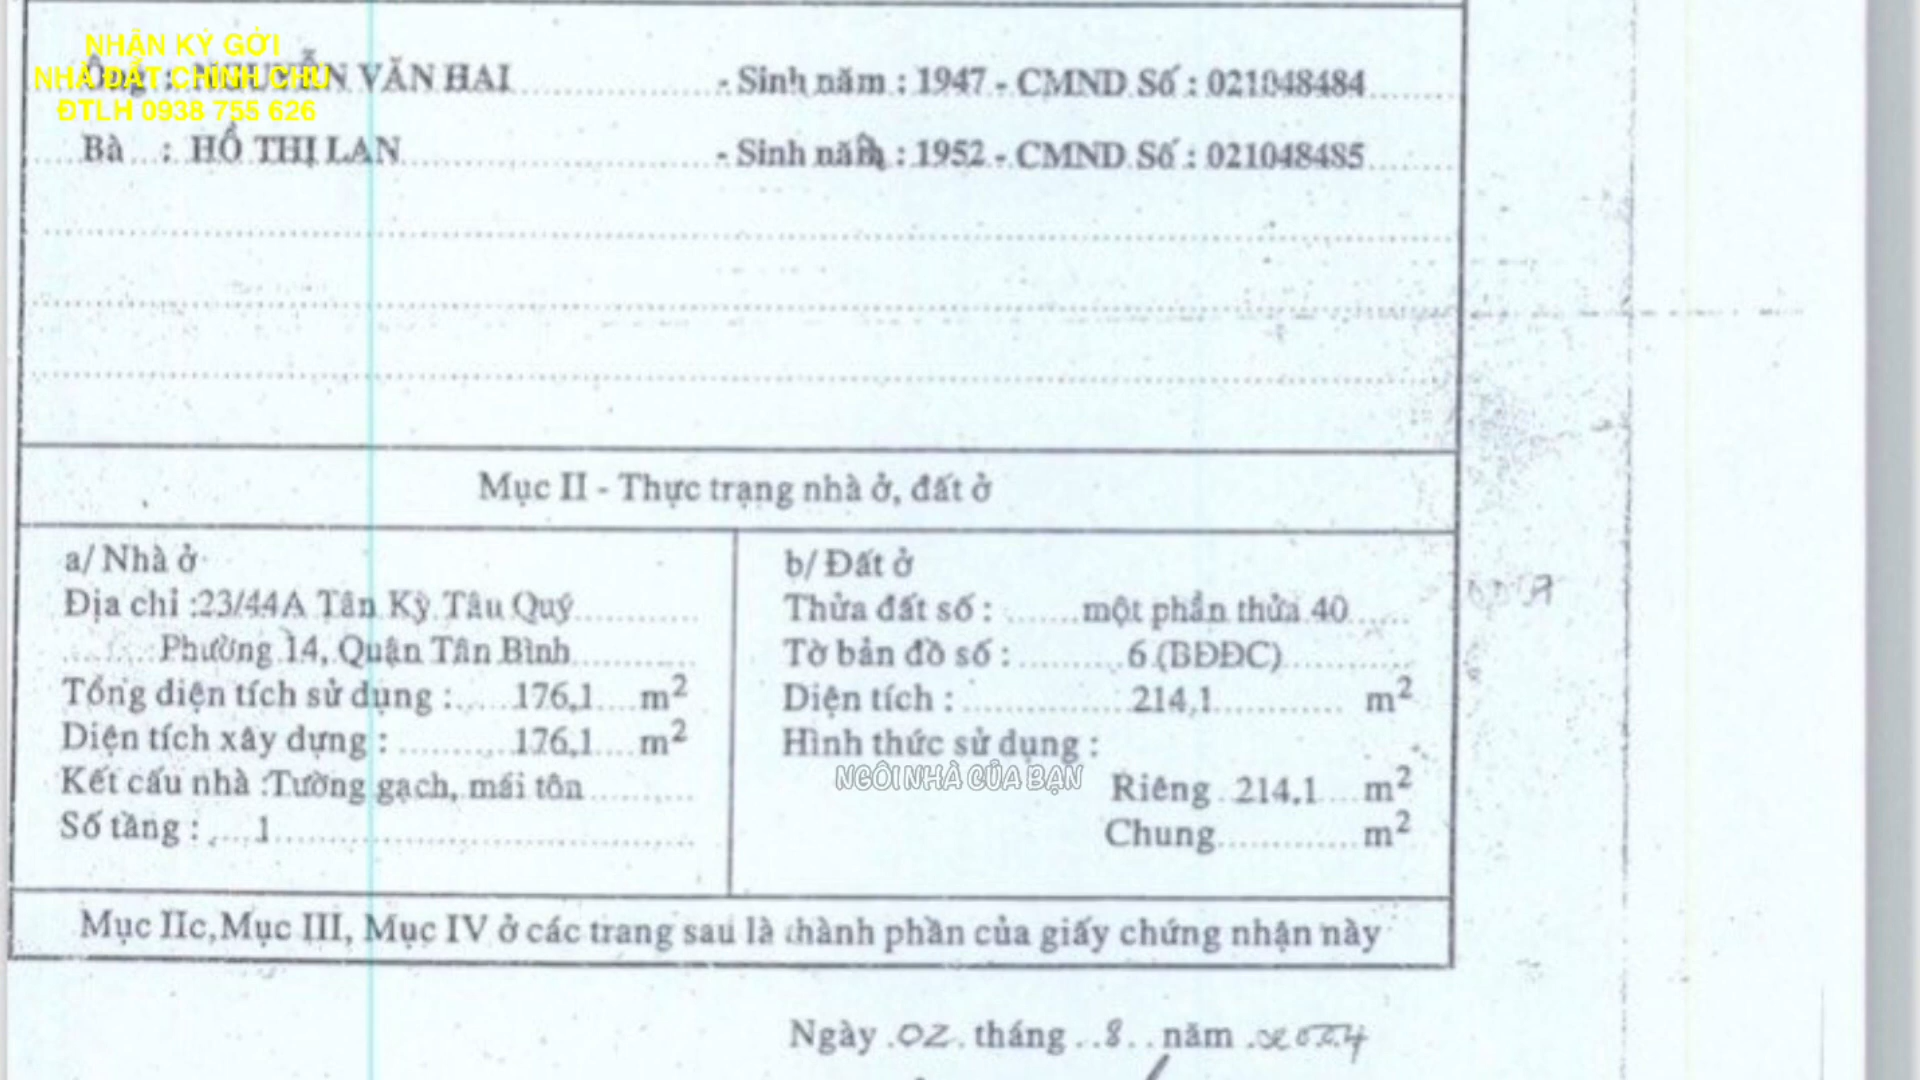 NHẬN KÝ GỞI
NHÀ ĐẤT CHÍNH CHỦ
ĐTLH 0938 755 626
Ông : NGUYỄN VĂN HAI - Sinh năm : 1947 - CMND Số : 021048484
Bà : HỒ THỊ LAN - Sinh năm : 1952 - CMND Số : 021048485
Mục II - Thực trạng nhà ở, đất ở
a/ Nhà ở
Địa chỉ :23/44A Tân Kỳ Tâu Quý
Phường 14, Quận Tân Bình
Tổng diện tích sử dụng : 176,1 m2
Diện tích xây dựng : 176,1 m2
Kết cấu nhà :Tường gạch, mái tôn
Số tầng : 1
b/ Đất ở
Thửa đất số : một phần thửa 40
Tờ bản đồ số : 6 (BĐĐC)
Diện tích : 214,1 m2
Hình thức sử dụng :
NGÔI NHÀ CỦA BẠN
Riêng 214,1 m2
Chung m2
Mục IIc, Mục III, Mục IV ở các trang sau là thành phần của giấy chứng nhận này
Ngày 02 tháng 8 năm